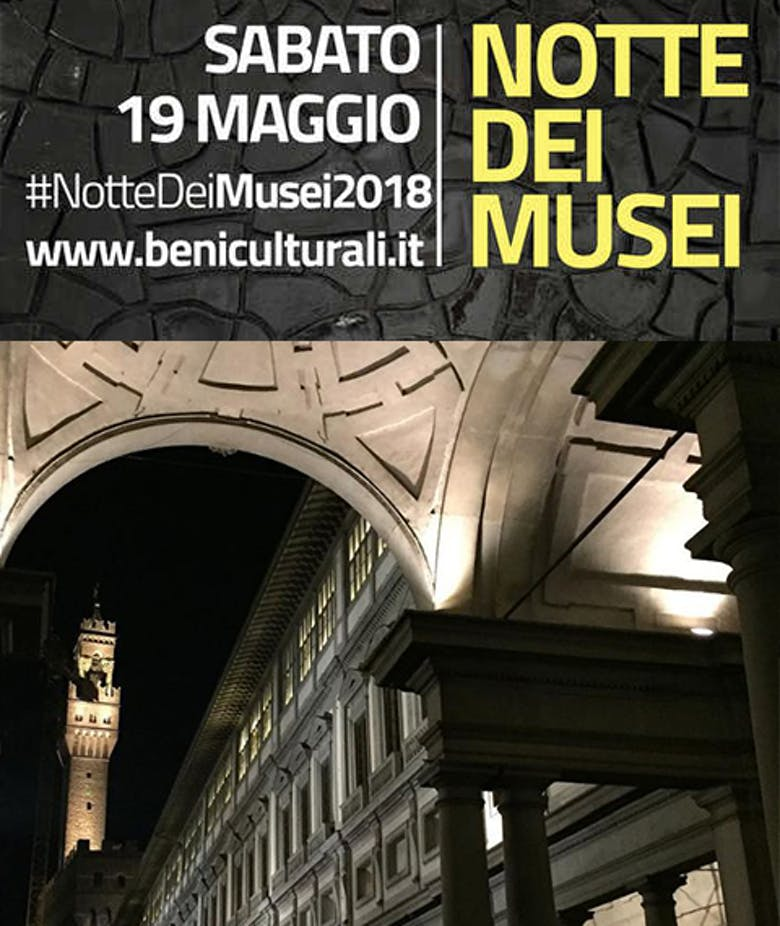 SABATO
19 MAGGIO
#NotteDeiMusei2018
www.beniculturali.it
NOTTE
DEI
MUSEI